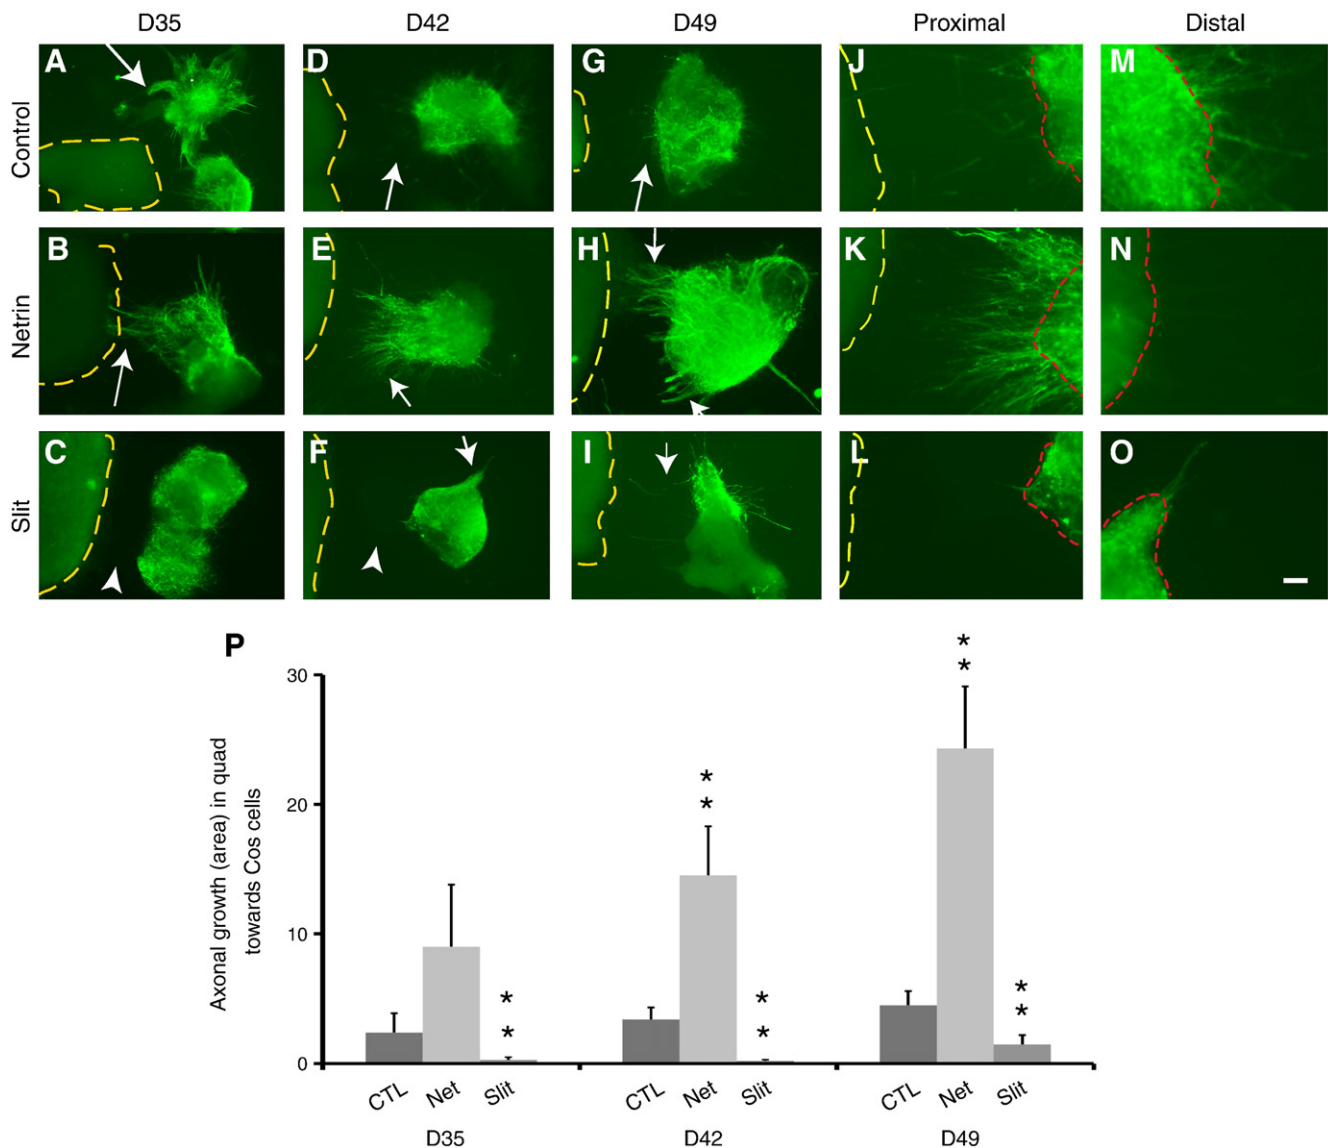 D35 D42 D49 Proximal Distal
Control A D G J M
Netrin B E H K N
Slit C F I L O
P
Axonal growth (area) in quad
towards Cos cells
30
20
10
0
* * * * * * * * * *
CTL Net Slit CTL Net Slit CTL Net Slit
D35 D42 D49